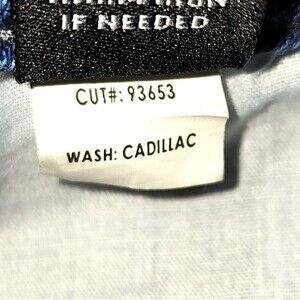 IF NEEDED
CUT#: 93653
WASH: CADILLAC